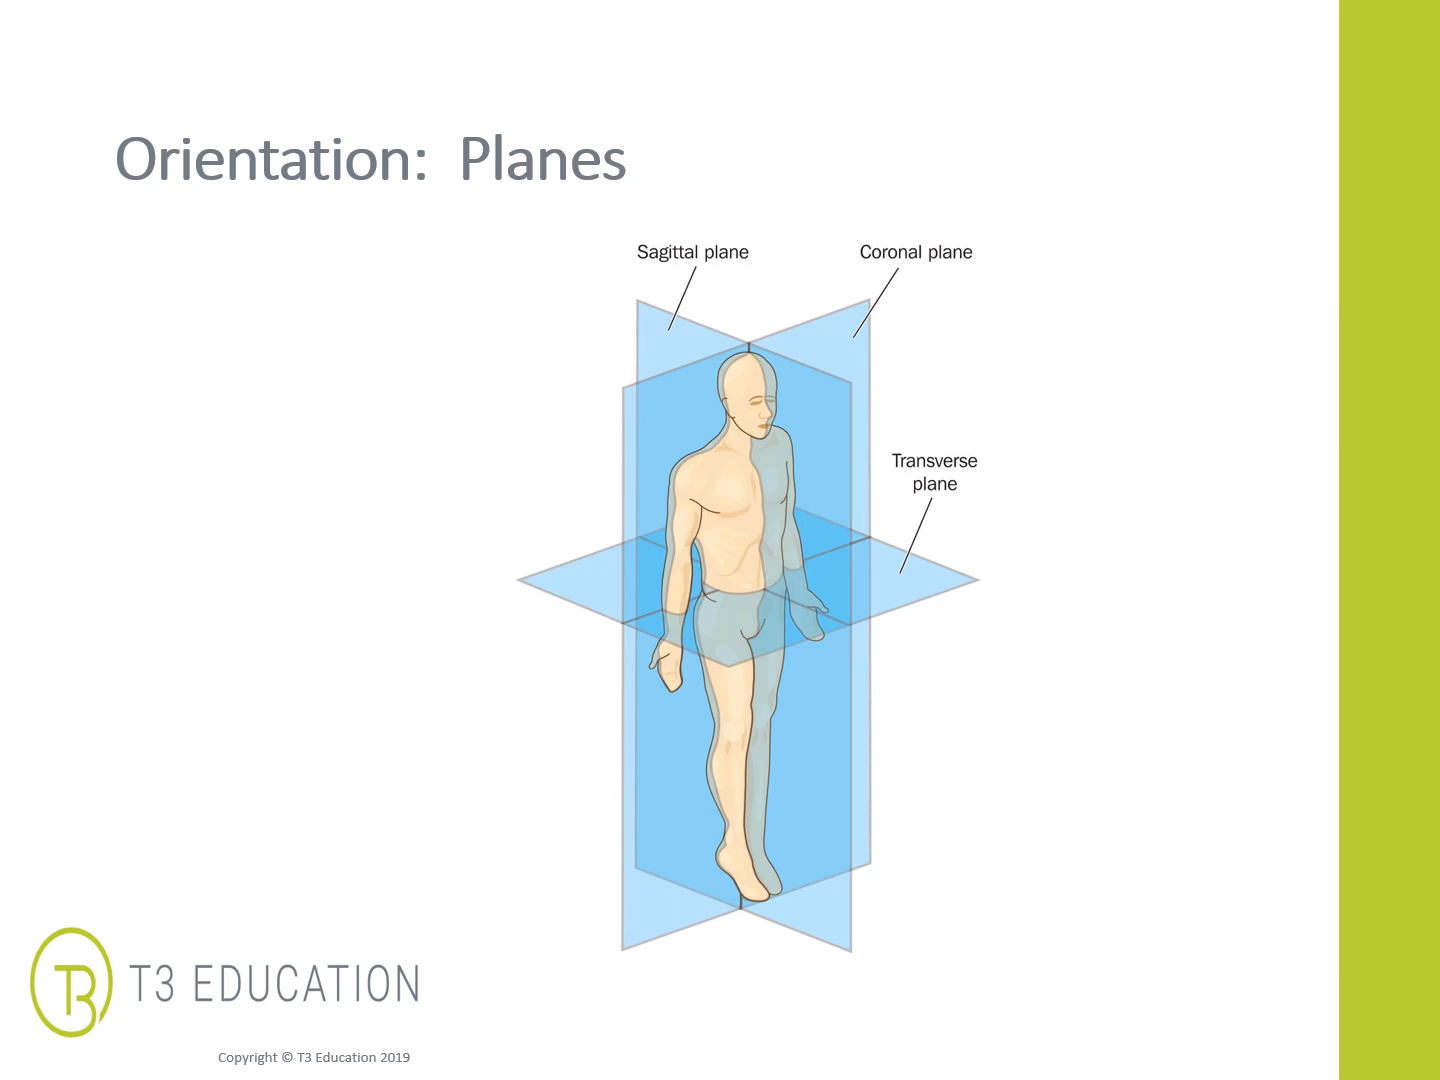 Orientation: Planes
Sagittal plane
Coronal plane
Transverse
plane
T3 EDUCATION
Copyright © T3 Education 2019